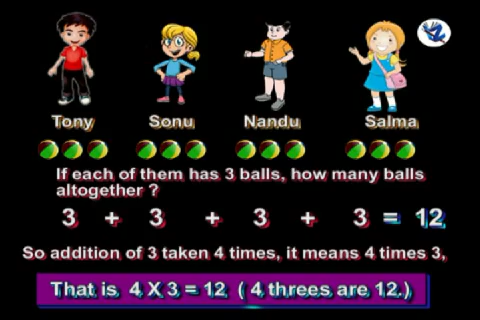 Tony Sonu Nandu Salma
If each of them has 3 balls, how many balls
altogether ?
3 + 3 + 3 + 3 = 12
So addition of 3 taken 4 times, it means 4 times 3,
That is 4 X 3 = 12 ( 4 threes are 12.)